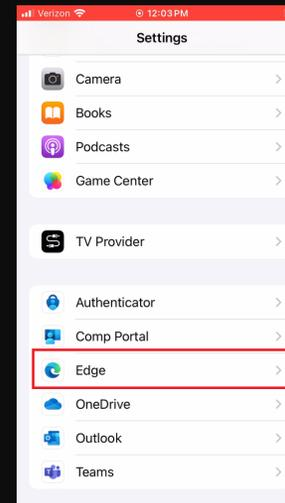 Verizon 12:03 PM
Settings
Camera
Books
Podcasts
Game Center
TV Provider
Authenticator
Comp Portal
Edge
OneDrive
Outlook
Teams